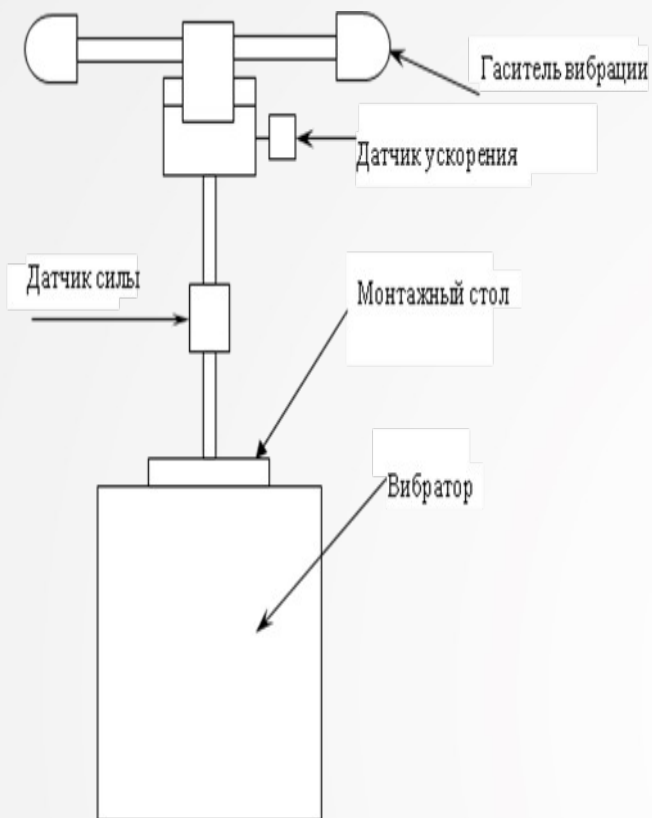 Гаситель вибрации
Датчик ускорения
Датчик силы
Монтажный стол
Вибратор